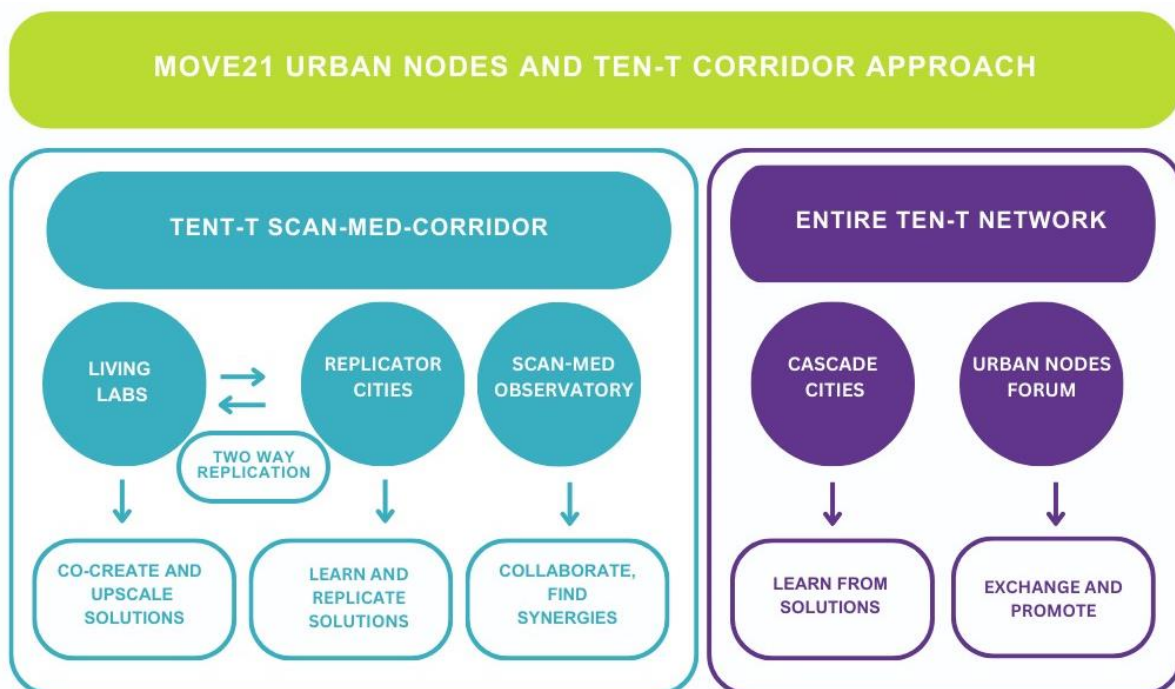 MOVE21 URBAN NODES AND TEN-T CORRIDOR APPROACH
TENT-T SCAN-MED-CORRIDOR
LIVING
LABS
REPLICATOR
CITIES
SCAN-MED
OBSERVATORY
TWO WAY
REPLICATION
CO-CREATE AND
UPSCALE
SOLUTIONS
LEARN AND
REPLICATE
SOLUTIONS
COLLABORATE,
FIND
SYNERGIES
ENTIRE TEN-T NETWORK
CASCADE
CITIES
URBAN NODES
FORUM
LEARN FROM
SOLUTIONS
EXCHANGE AND
PROMOTE